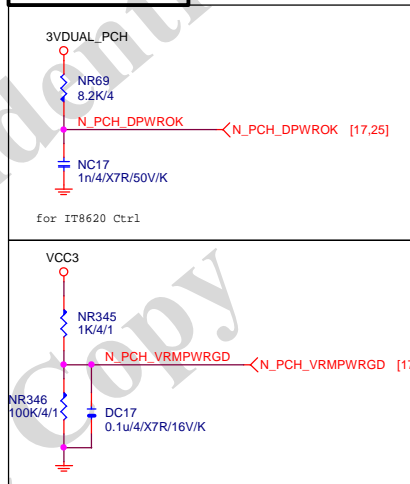 3VDUAL_PCH
NR69
8.2K/4
N_PCH_DPWROK
N_PCH_DPWROK [17,25]
NC17
1n/4/X7R/50V/K
for IT8620 Ctrl
VCC3
NR345
1K/4/1
N_PCH_VRMPWRGD
N_PCH_VRMPWRGD [17
NR346
100K/4/1
DC17
0.1u/4/X7R/16V/K
Copy